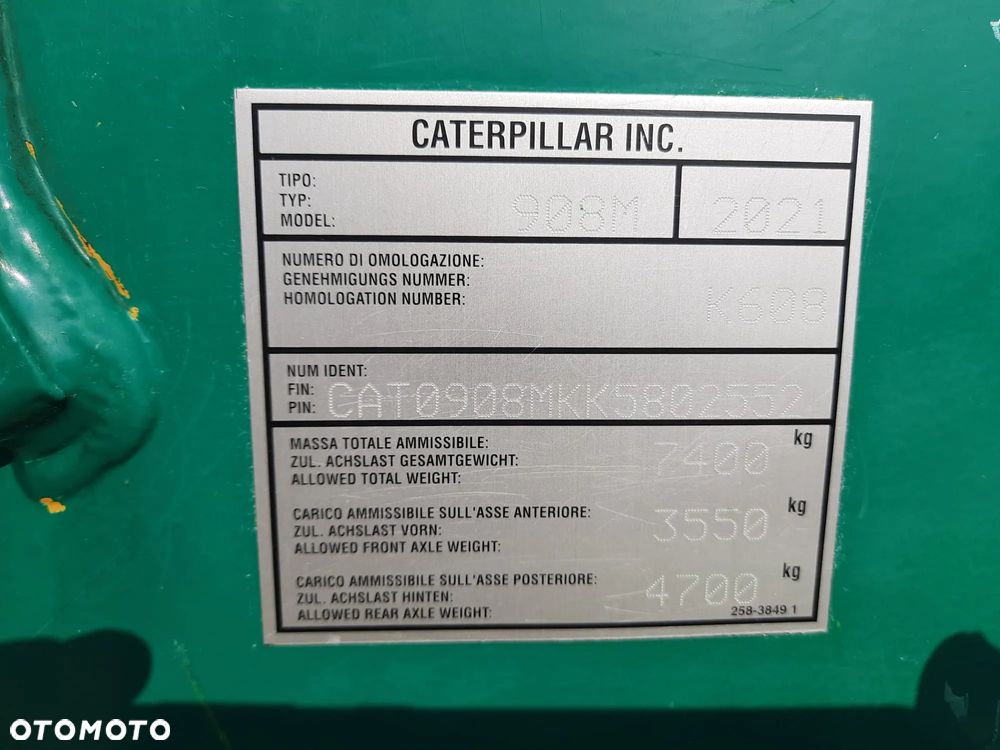 CATERPILLAR INC.
TIPO:
TYP:
MODEL: 908M 2021
NUMERO DI OMOLOGAZIONE:
GENEHMIGUNGS NUMMER:
HOMOLOGATION NUMBER: K608
NUM IDENT:
FIN:
PIN: CAT0908MKK5802552
MASSA TOTALE AMMISSIBILE:
ZUL. ACHSLAST GESAMTGEWICHT: 7400 kg
ALLOWED TOTAL WEIGHT:
CARICO AMMISSIBILE SULL'ASSE ANTERIORE:
ZUL. ACHSLAST VORN: 3550 kg
ALLOWED FRONT AXLE WEIGHT:
CARICO AMMISSIBILE SULL'ASSE POSTERIORE:
ZUL. ACHSLAST HINTEN: 4700 kg
ALLOWED REAR AXLE WEIGHT:
258-3849 1
OTOMOTO